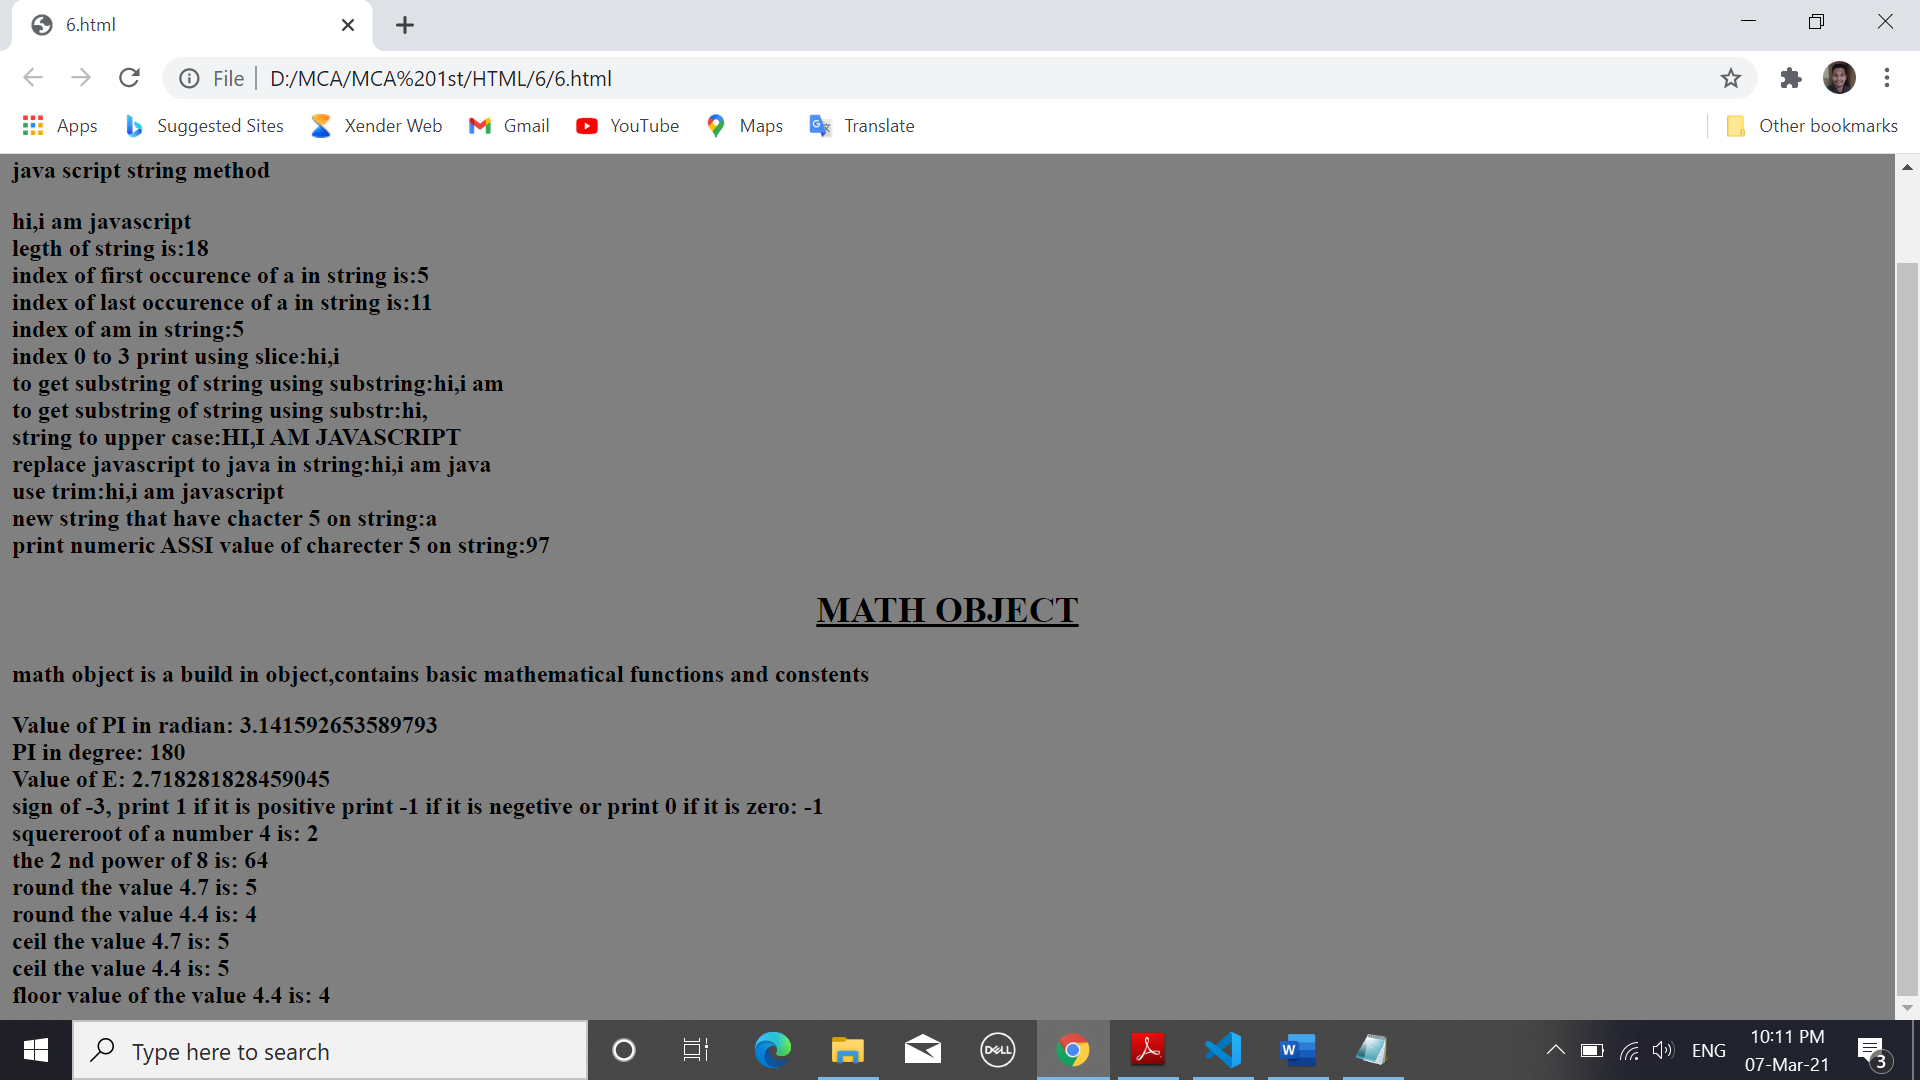 6.html
File
D:/MCA/MCA%201st/HTML/6/6.html
Apps
Suggested Sites
Xender Web
Gmail
YouTube
Maps
Translate
Other bookmarks
java script string method
hi,i am javascript
legth of string is:18
index of first occurence of a in string is:5
index of last occurence of a in string is:11
index of am in string:5
index 0 to 3 print using slice:hi,i
to get substring of string using substring:hi,i am
to get substring of string using substr:hi,
string to upper case:HI,I AM JAVASCRIPT
replace javascript to java in string:hi,i am java
use trim:hi,i am javascript
new string that have chacter 5 on string:a
print numeric ASSI value of charecter 5 on string:97
MATH OBJECT
math object is a build in object,contains basic mathematical functions and constents
Value of PI in radian: 3.141592653589793
PI in degree: 180
Value of E: 2.718281828459045
sign of -3, print 1 if it is positive print -1 if it is negetive or print 0 if it is zero: -1
squereroot of a number 4 is: 2
the 2 nd power of 8 is: 64
round the value 4.7 is: 5
round the value 4.4 is: 4
ceil the value 4.7 is: 5
ceil the value 4.4 is: 5
floor value of the value 4.4 is: 4
Type here to search
DELL
W
ENG
10:11 PM
07-Mar-21
3